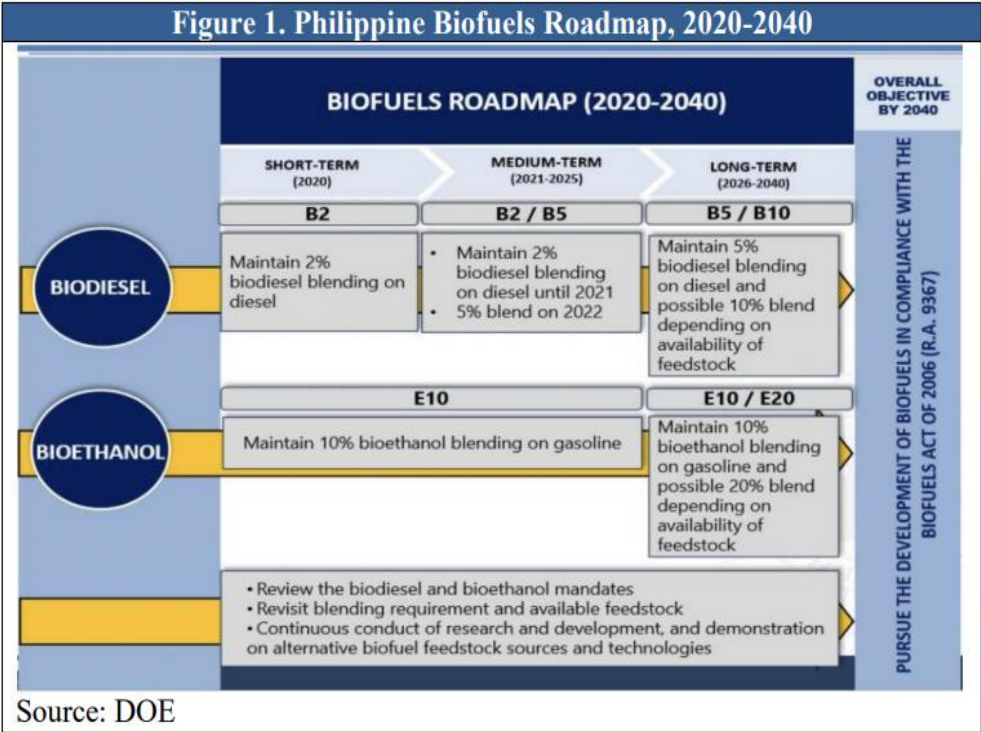 Figure 1. Philippine Biofuels Roadmap, 2020-2040
BIOFUELS ROADMAP (2020-2040)
OVERALL
OBJECTIVE
BY 2040
SHORT-TERM
(2020)
MEDIUM-TERM
(2021-2025)
LONG-TERM
(2026-2040)
B2
B2 / B5
B5 / B10
BIODIESEL
Maintain 2%
biodiesel blending on
diesel
• Maintain 2%
biodiesel blending
on diesel until 2021
• 5% blend on 2022
Maintain 5%
biodiesel blending
on diesel and
possible 10% blend
depending on
availability of
feedstock
E10
E10 / E20
BIOETHANOL
Maintain 10% bioethanol blending on gasoline
Maintain 10%
bioethanol blending
on gasoline and
possible 20% blend
depending on
availability of
feedstock
• Review the biodiesel and bioethanol mandates
• Revisit blending requirement and available feedstock
• Continuous conduct of research and development, and demonstration
on alternative biofuel feedstock sources and technologies
PURSUE THE DEVELOPMENT OF BIOFUELS IN COMPLIANCE WITH THE
BIOFUELS ACT OF 2006 (R.A. 9367)
Source: DOE